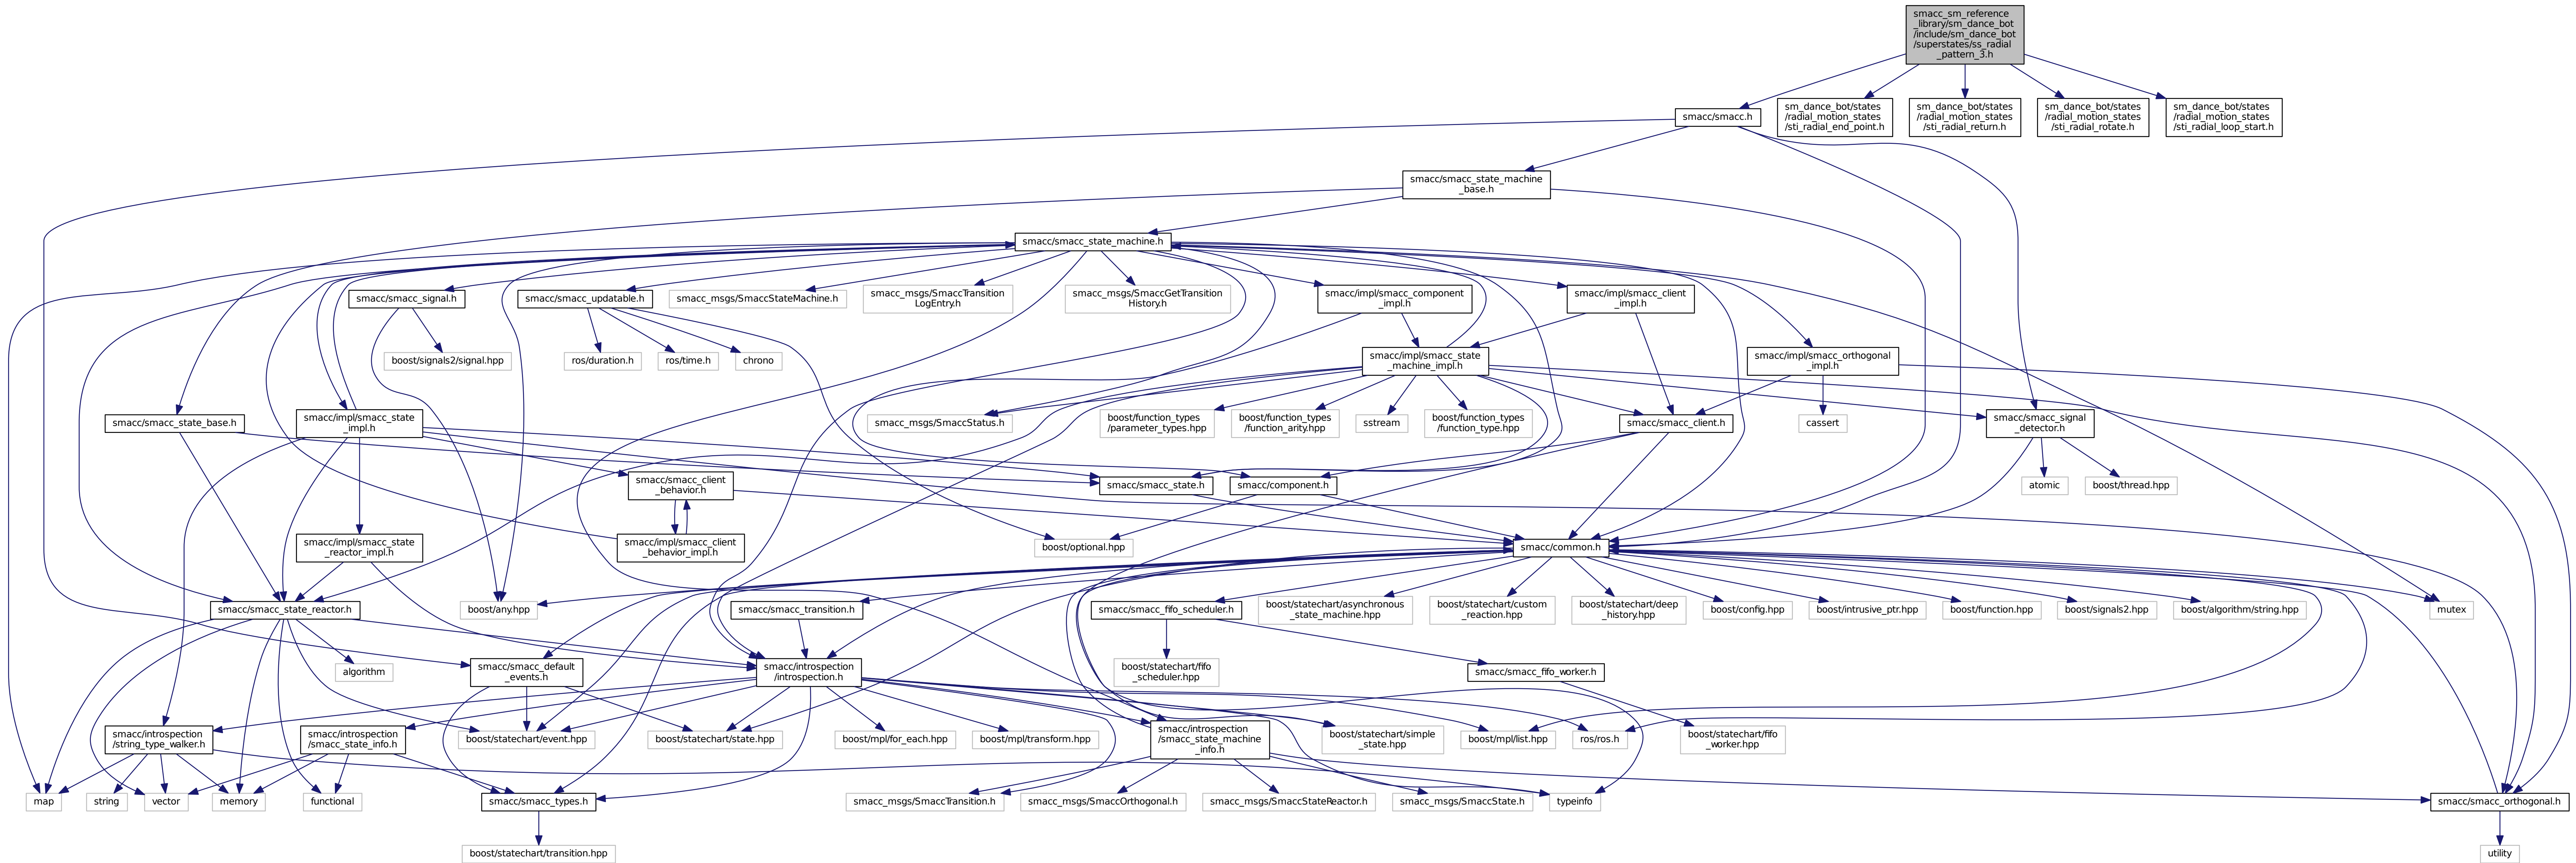 smacc_sm_reference
_library/sm_dance_bot
/include/sm_dance_bot
/superstates/ss_radial
_pattern_3.h
smacc/smacc.h
sm_dance_bot/states
/radial_motion_states
/sti_radial_end_point.h
sm_dance_bot/states
/radial_motion_states
/sti_radial_return.h
sm_dance_bot/states
/radial_motion_states
/sti_radial_rotate.h
sm_dance_bot/states
/radial_motion_states
/sti_radial_loop_start.h
smacc/smacc_state_machine
_base.h
smacc/smacc_state_machine.h
smacc/smacc_signal.h
smacc/smacc_updatable.h
smacc_msgs/SmaccStateMachine.h
smacc_msgs/SmaccTransition
LogEntry.h
smacc_msgs/SmaccGetTransition
History.h
smacc/impl/smacc_component
_impl.h
smacc/impl/smacc_client
_impl.h
boost/signals2/signal.hpp
ros/duration.h
ros/time.h
chrono
smacc/impl/smacc_state
_machine_impl.h
smacc/impl/smacc_orthogonal
_impl.h
smacc/smacc_state_base.h
smacc/impl/smacc_state
_impl.h
smacc_msgs/SmaccStatus.h
boost/function_types
/parameter_types.hpp
boost/function_types
/function_arity.hpp
sstream
boost/function_types
/function_type.hpp
smacc/smacc_client.h
cassert
smacc/smacc_signal
_detector.h
smacc/smacc_client
_behavior.h
smacc/smacc_state.h
smacc/component.h
atomic
boost/thread.hpp
smacc/impl/smacc_state
_reactor_impl.h
smacc/impl/smacc_client
_behavior_impl.h
boost/optional.hpp
smacc/common.h
smacc/smacc_state_reactor.h
boost/any.hpp
smacc/smacc_transition.h
smacc/smacc_fifo_scheduler.h
boost/statechart/asynchronous
_state_machine.hpp
boost/statechart/custom
_reaction.hpp
boost/statechart/deep
_history.hpp
boost/config.hpp
boost/intrusive_ptr.hpp
boost/function.hpp
boost/signals2.hpp
boost/algorithm/string.hpp
mutex
algorithm
smacc/smacc_default
_events.h
smacc/introspection
/introspection.h
boost/statechart/fifo
_scheduler.hpp
smacc/smacc_fifo_worker.h
smacc/introspection
/string_type_walker.h
smacc/introspection
/smacc_state_info.h
boost/statechart/event.hpp
boost/statechart/state.hpp
boost/mpl/for_each.hpp
boost/mpl/transform.hpp
smacc/introspection
/smacc_state_machine
_info.h
boost/statechart/simple
_state.hpp
boost/mpl/list.hpp
ros/ros.h
boost/statechart/fifo
_worker.hpp
map
string
vector
memory
functional
smacc/smacc_types.h
smacc_msgs/SmaccTransition.h
smacc_msgs/SmaccOrthogonal.h
smacc_msgs/SmaccStateReactor.h
smacc_msgs/SmaccState.h
typeinfo
smacc/smacc_orthogonal.h
boost/statechart/transition.hpp
utility